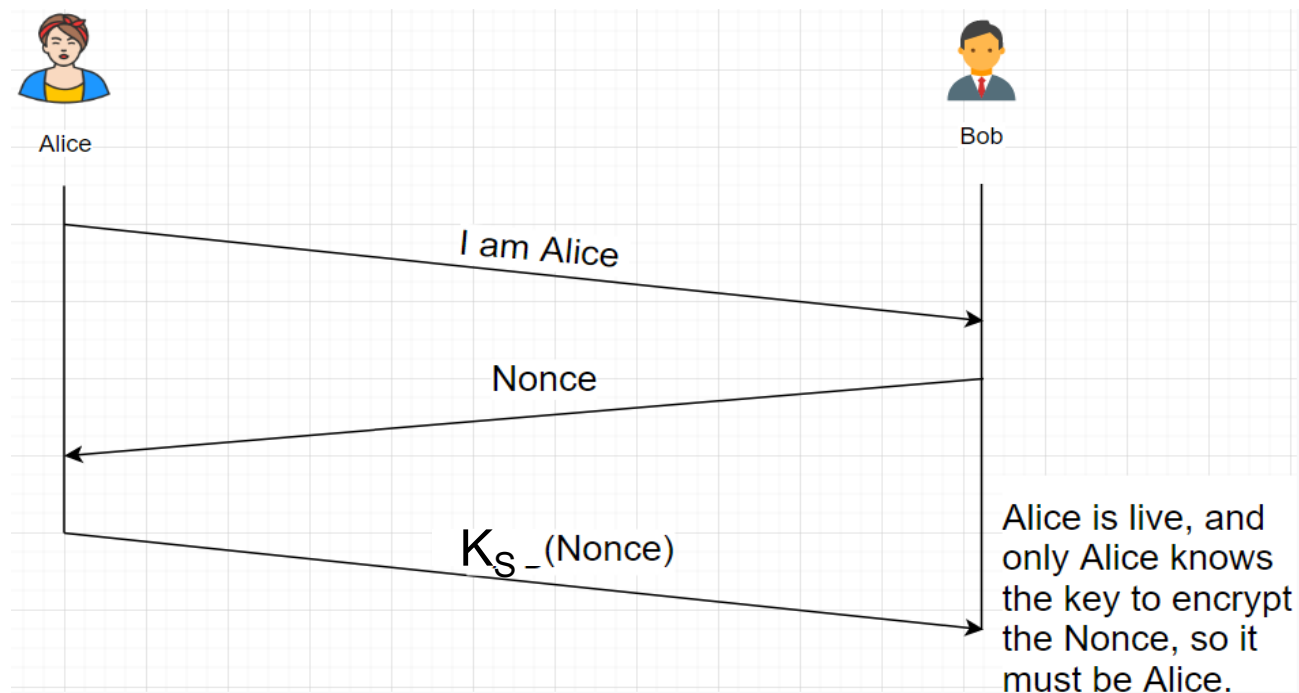 Alice
Bob
I am Alice
Nonce
K_S -(Nonce)
Alice is live, and
only Alice knows
the key to encrypt
the Nonce, so it
must be Alice.